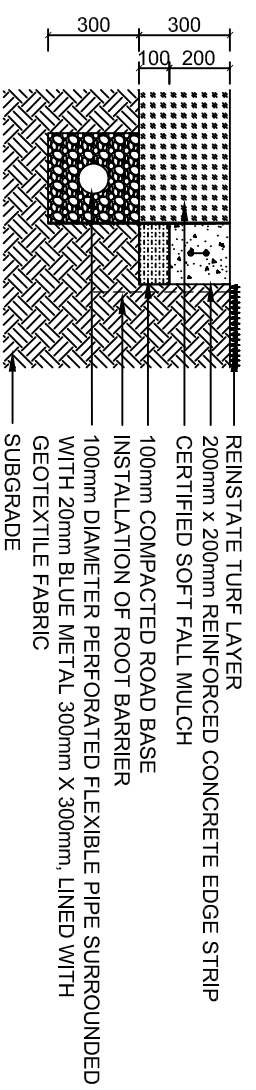 300
300
100
200
REINSTATE TURF LAYER
200mm x 200mm REINFORCED CONCRETE EDGE STRIP
CERTIFIED SOFT FALL MULCH
100mm COMPACTED ROAD BASE
INSTALLATION OF ROOT BARRIER
100mm DIAMETER PERFORATED FLEXIBLE PIPE SURROUNDED
WITH 20mm BLUE METAL 300mm X 300mm, LINED WITH
GEOTEXTILE FABRIC
SUBGRADE